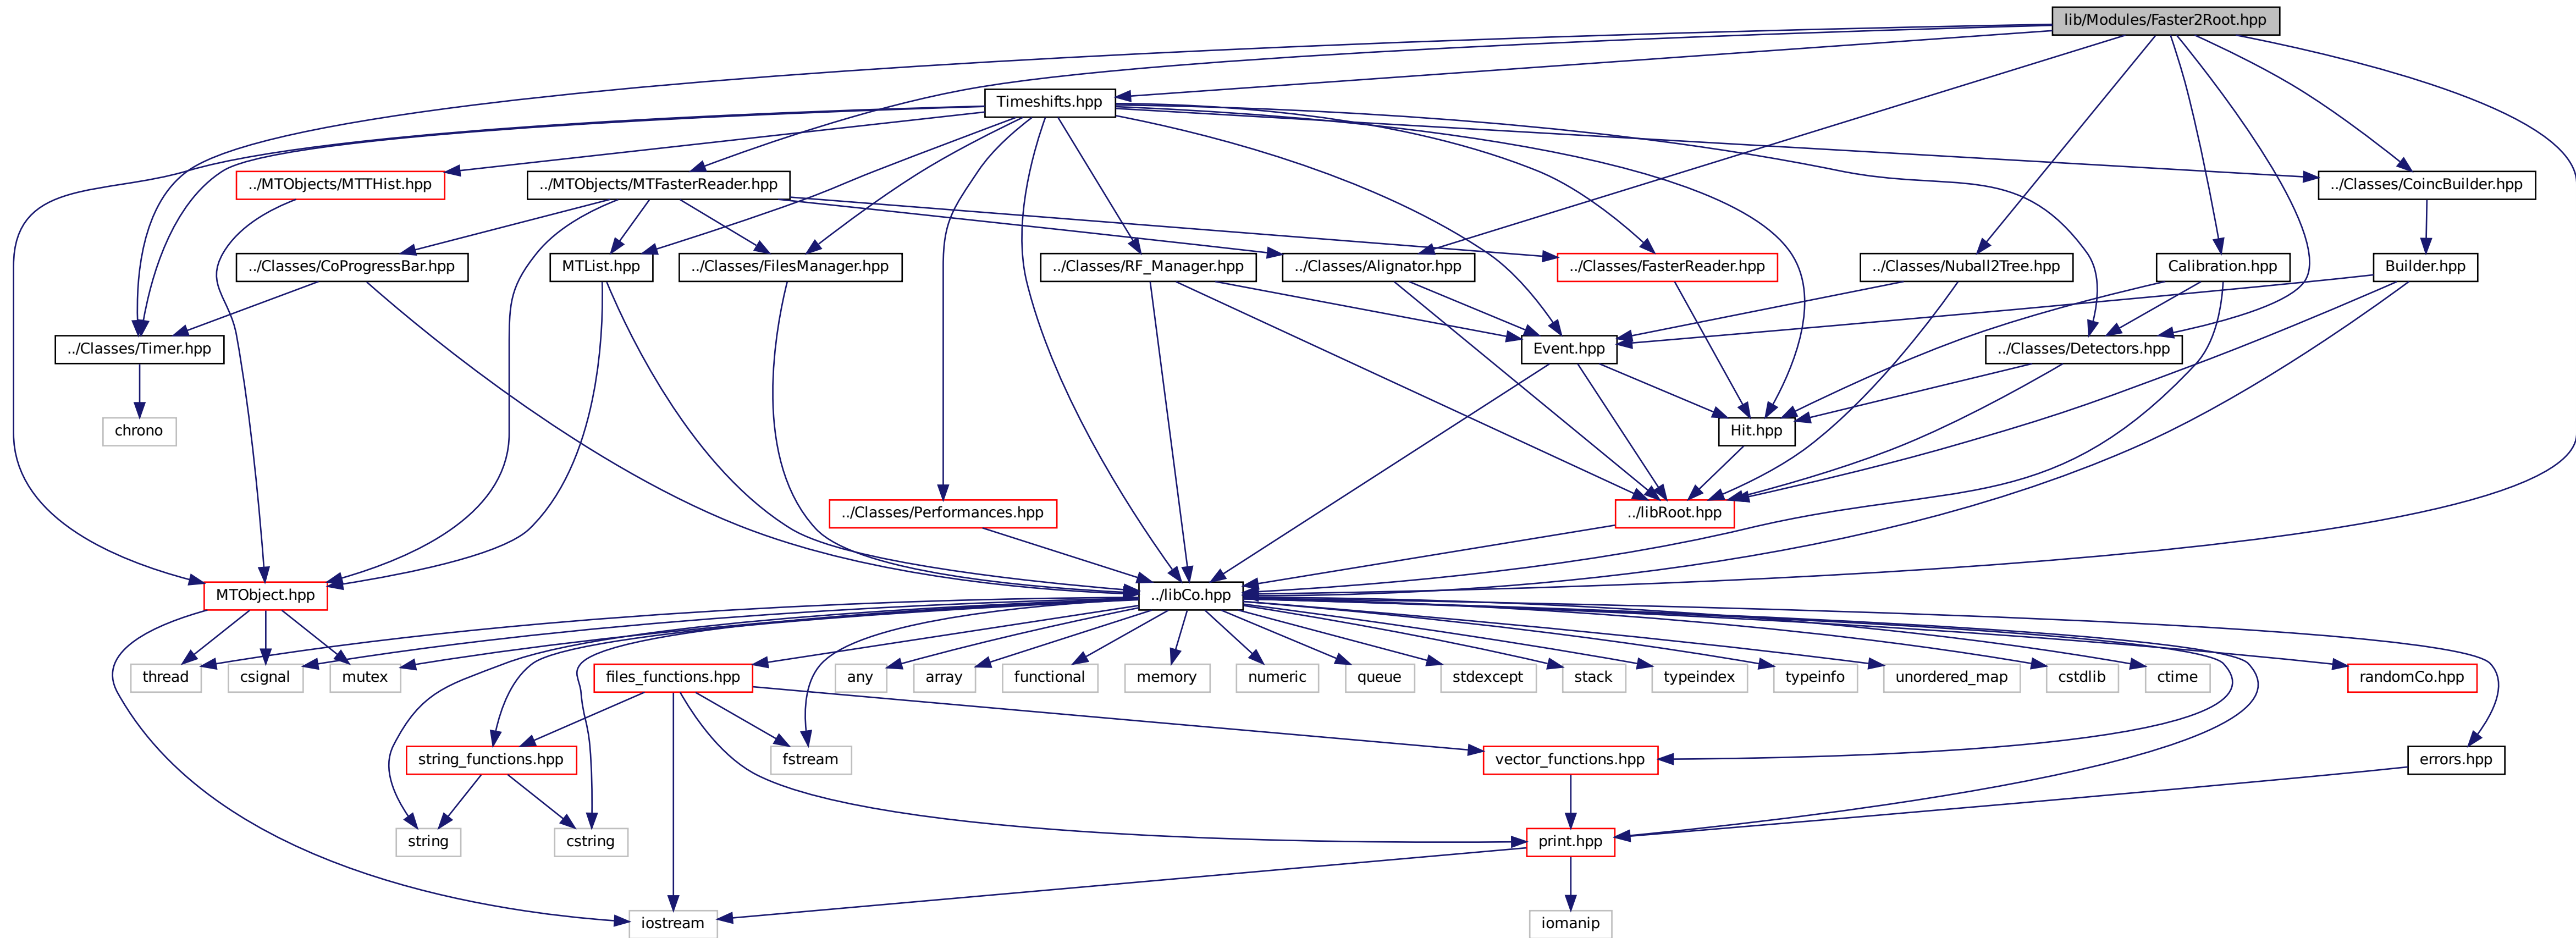 lib/Modules/Faster2Root.hpp
Timeshifts.hpp
../MTObjects/MTTHist.hpp
../MTObjects/MTFasterReader.hpp
../Classes/CoincBuilder.hpp
../Classes/CoProgressBar.hpp
MTList.hpp
../Classes/FilesManager.hpp
../Classes/RF_Manager.hpp
../Classes/Alignator.hpp
../Classes/FasterReader.hpp
../Classes/Nuball2Tree.hpp
Calibration.hpp
Builder.hpp
../Classes/Timer.hpp
Event.hpp
../Classes/Detectors.hpp
chrono
Hit.hpp
../Classes/Performances.hpp
../libRoot.hpp
MTObject.hpp
../libCo.hpp
thread
csignal
mutex
files_functions.hpp
any
array
functional
memory
numeric
queue
stdexcept
stack
typeindex
typeinfo
unordered_map
cstdlib
ctime
randomCo.hpp
string_functions.hpp
fstream
vector_functions.hpp
errors.hpp
string
cstring
print.hpp
iostream
iomanip